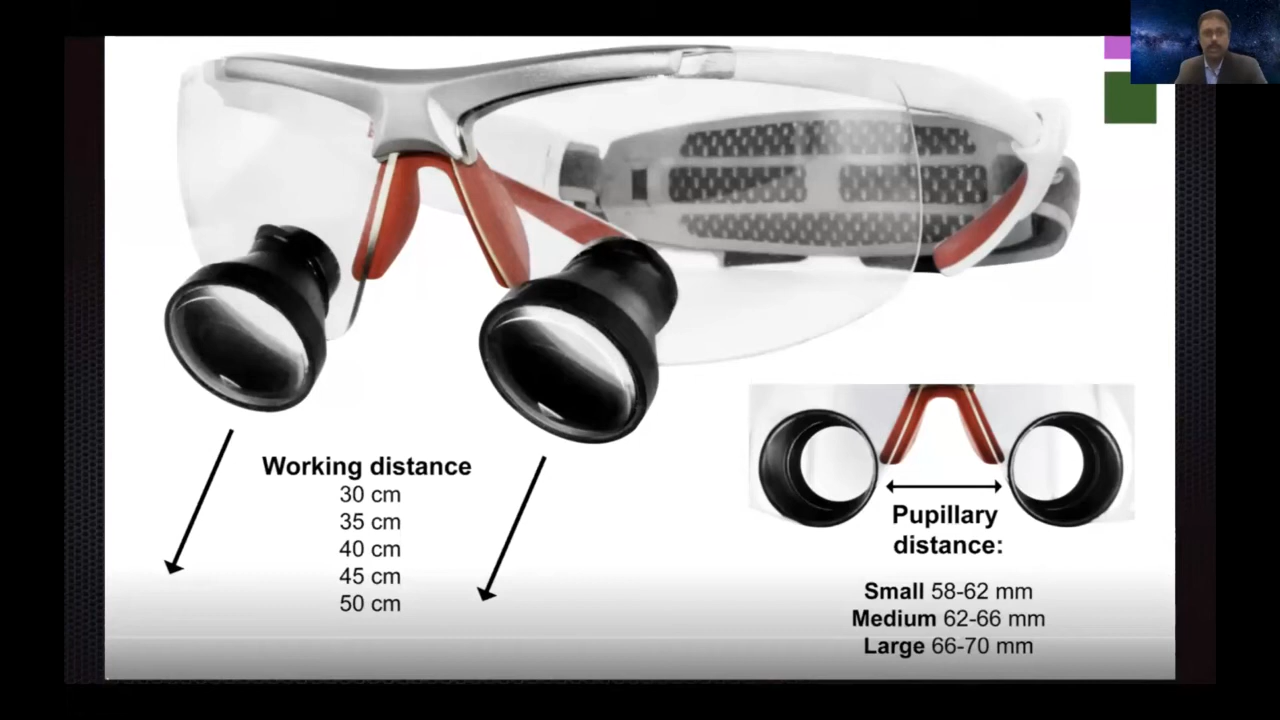 Working distance
30 cm
35 cm
40 cm
45 cm
50 cm
Pupillary
distance:
Small 58-62 mm
Medium 62-66 mm
Large 66-70 mm